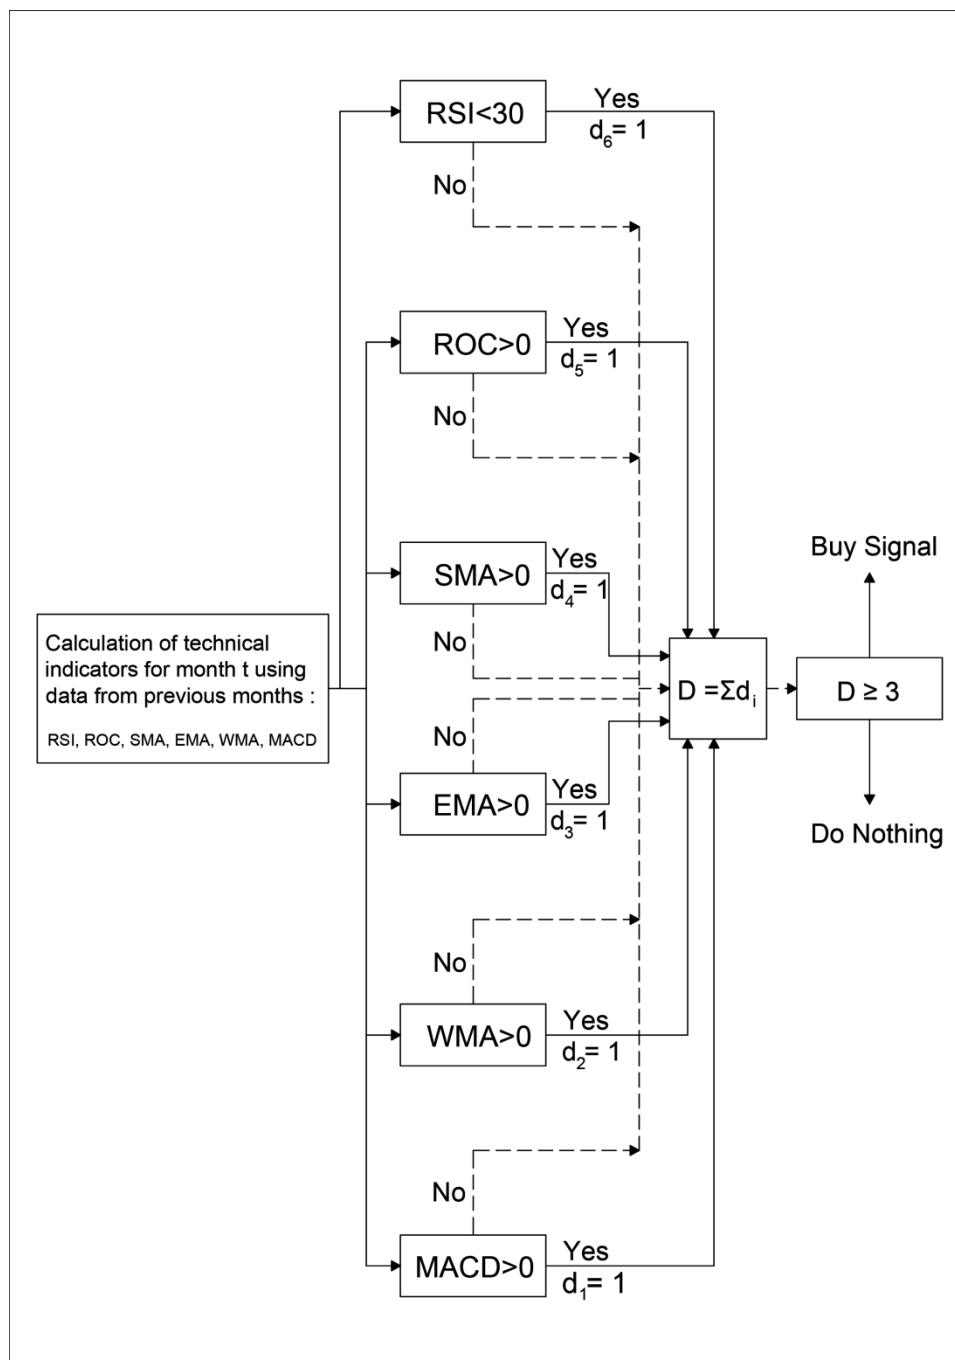 RSI<30
Yes
d₆= 1
No
ROC>0
Yes
d₅= 1
No
SMA>0
Yes
d₄= 1
No
Calculation of technical
indicators for month t using
data from previous months :
RSI, ROC, SMA, EMA, WMA, MACD
No
EMA>0
Yes
d₃= 1
D =Σdᵢ
Buy Signal
D ≥ 3
Do Nothing
No
WMA>0
Yes
d₂= 1
No
MACD>0
Yes
d₁= 1